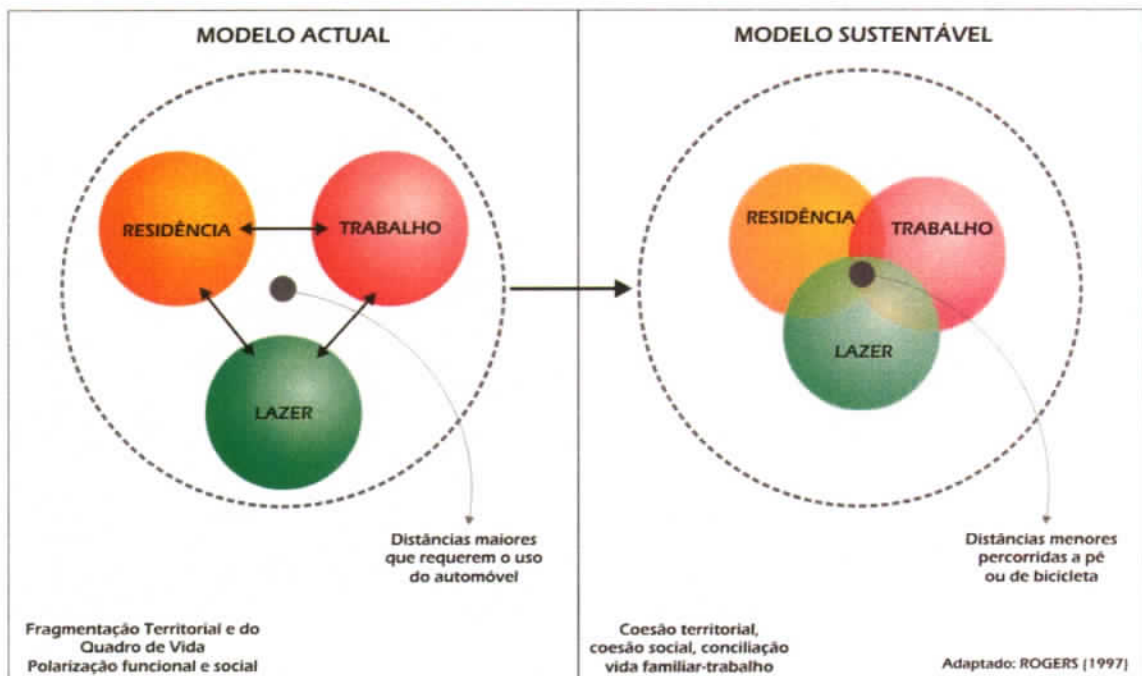 MODELO ACTUAL
RESIDÊNCIA
TRABALHO
LAZER
Distâncias maiores
que requerem o uso
do automóvel
Fragmentação Territorial e do
Quadro de Vida
Polarização funcional e social
MODELO SUSTENTÁVEL
RESIDÊNCIA
TRABALHO
LAZER
Distâncias menores
percorridas a pé
ou de bicicleta
Coesão territorial,
coesão social, conciliação
vida familiar-trabalho
Adaptado: ROGERS (1997)